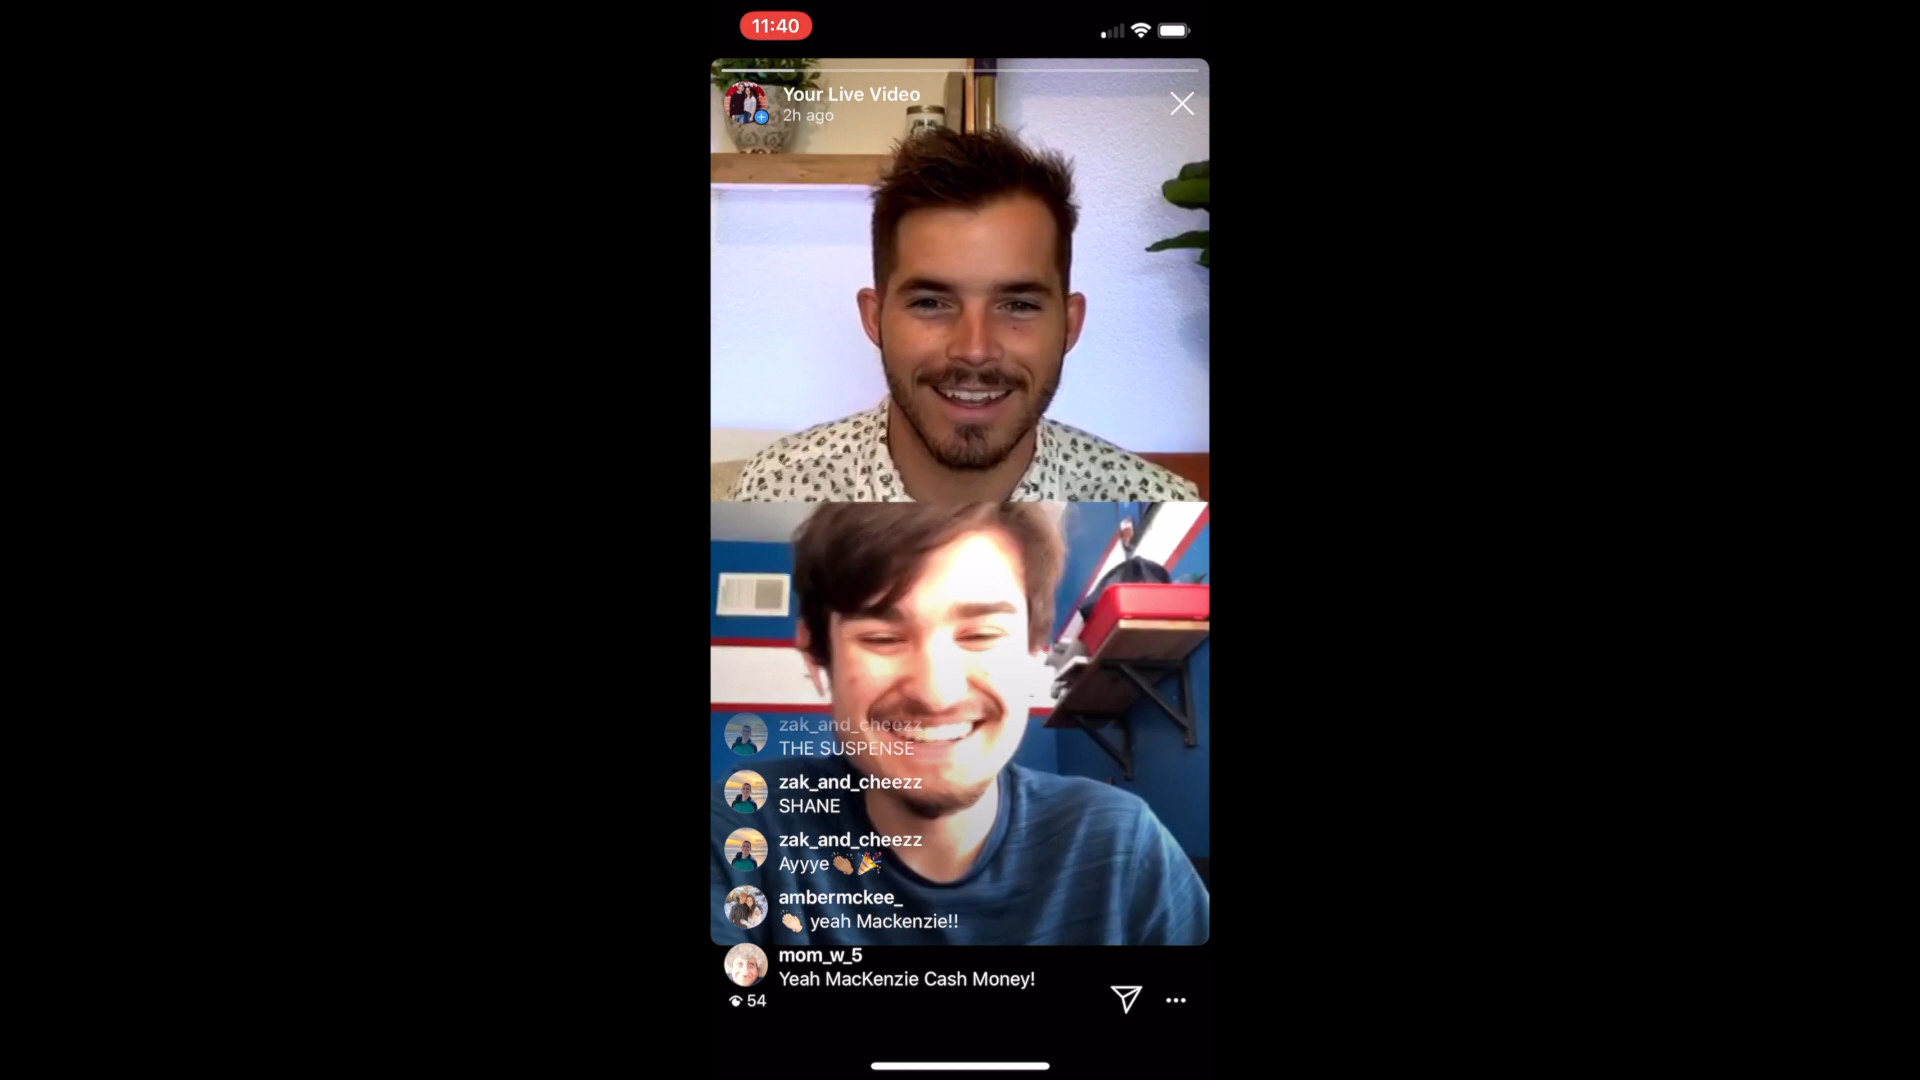 11:40
Your Live Video
2h ago
zak_and_cheezz
THE SUSPENSE
zak_and_cheezz
SHANE
zak_and_cheezz
Ayyye👏🏽🎉
ambermckee_
👏🏻 yeah Mackenzie!!
mom_w_5
Yeah MacKenzie Cash Money!
54